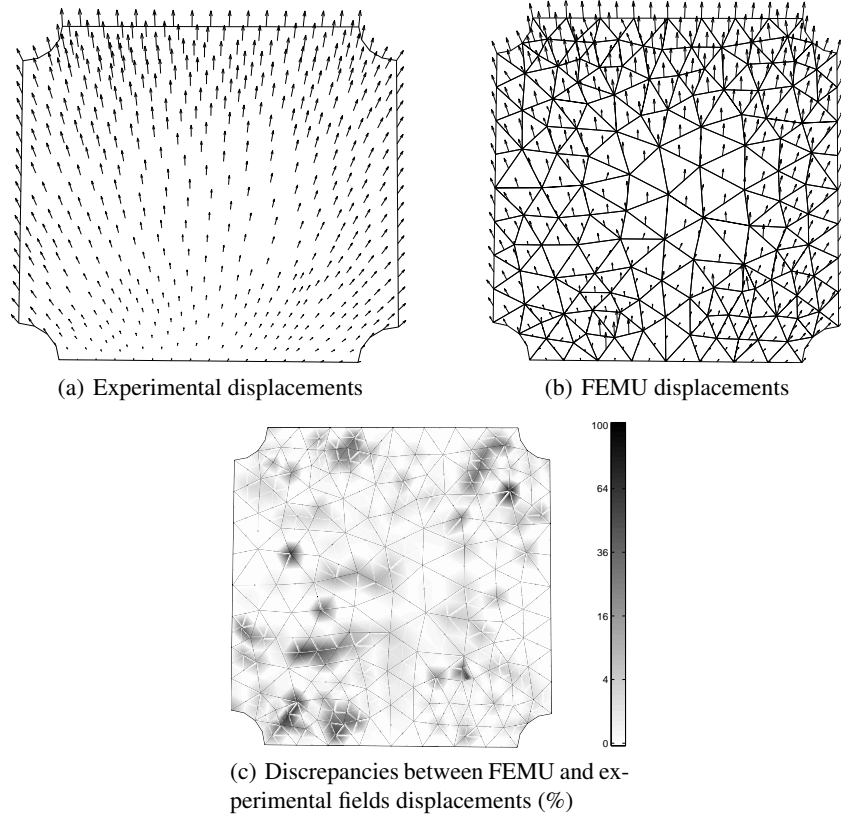 (a) Experimental displacements
(b) FEMU displacements
100
64
36
16
4
0
(c) Discrepancies between FEMU and ex-
perimental fields displacements (%)